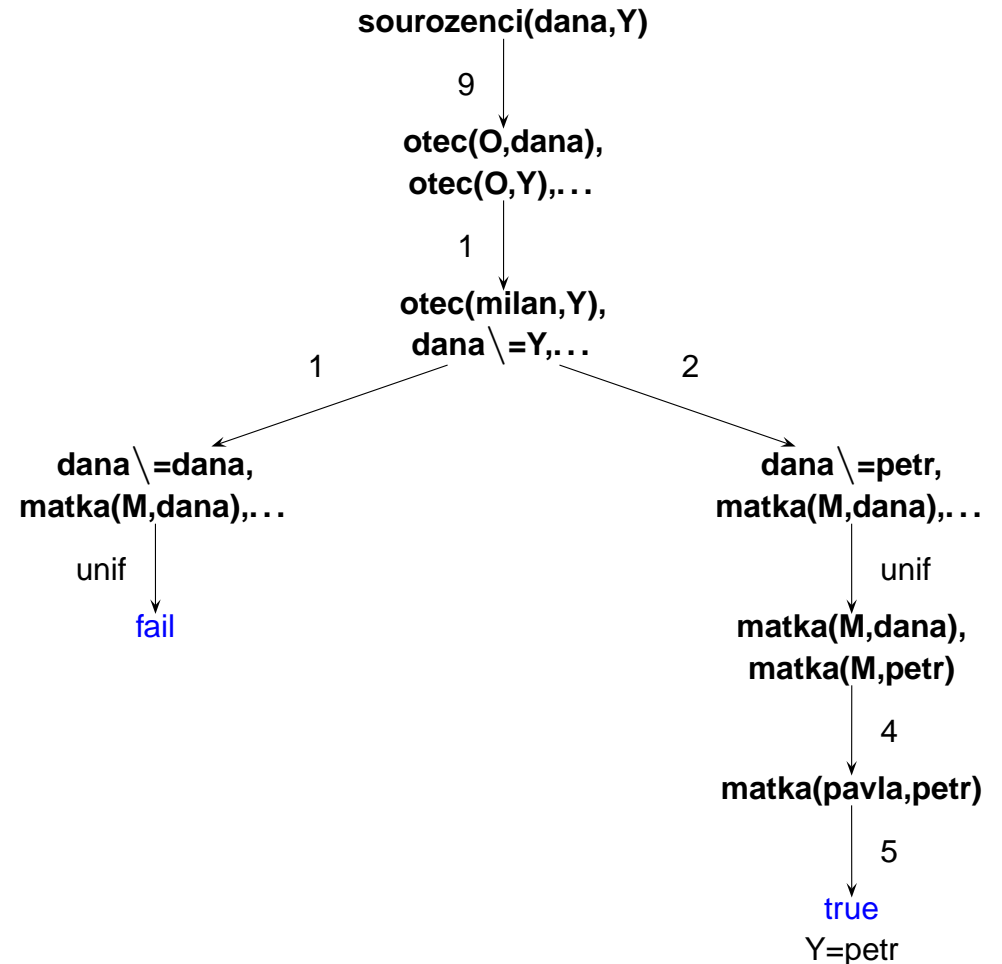 sourozenci(dana,Y)
9
otec(O,dana),
otec(O,Y),...
1
otec(milan,Y),
dana\=Y,...
1
2
dana\=dana,
matka(M,dana),...
unif
fail
dana\=petr,
matka(M,dana),...
unif
matka(M,dana),
matka(M,petr)
4
matka(pavla,petr)
5
true
Y=petr